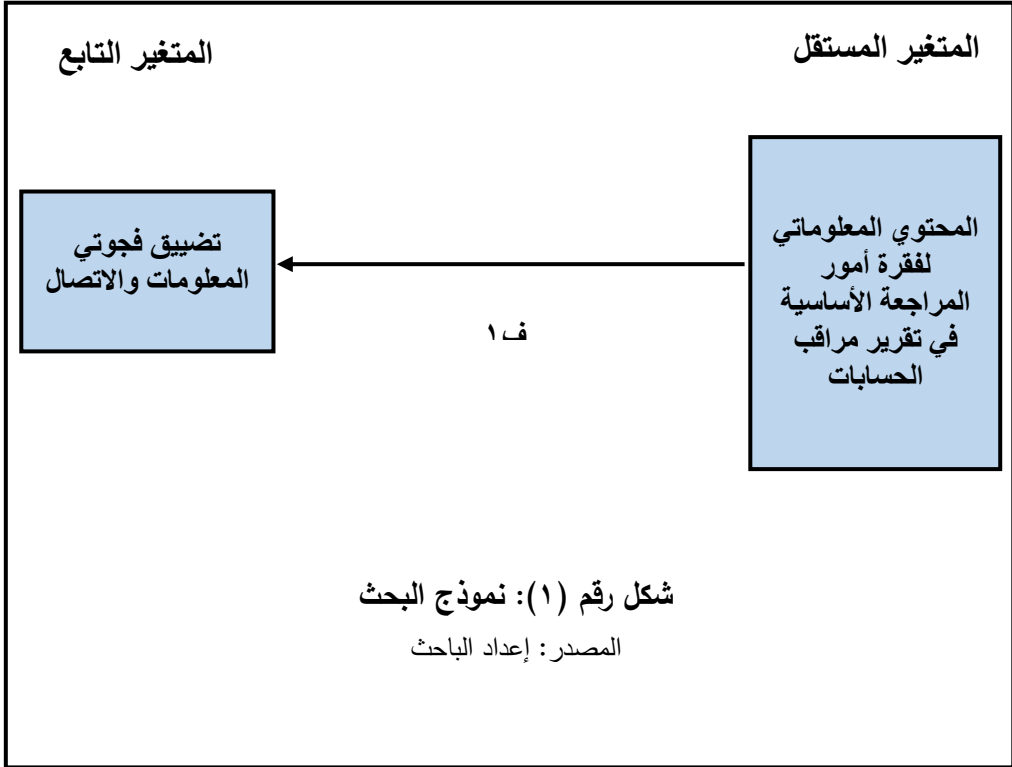 المتغير المستقل
المتغير التابع
المحتوي المعلوماتي
لفقرة أمور
المراجعة الأساسية
في تقرير مراقب
الحسابات
تضييق فجوتي
المعلومات والاتصال
ف١
شكل رقم (١): نموذج البحث
المصدر: إعداد الباحث